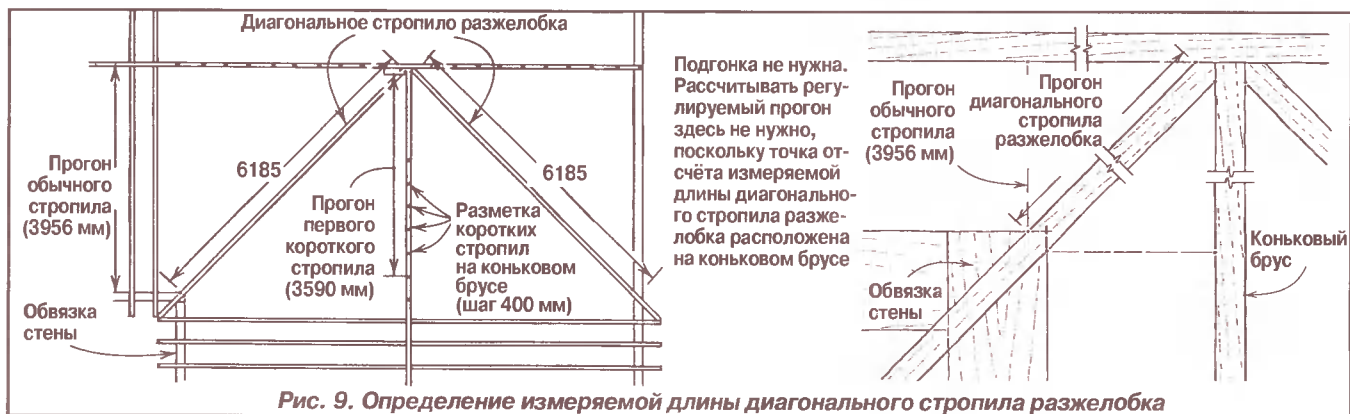 Диагональное стропило разжелобка
Прогон
обычного
стропила
(3956 мм)
6185
6185
Прогон
первого
короткого
стропила
(3590 мм)
Разметка
коротких
стропил
на коньковом
брусе
(шаг 400 мм)
Обвязка
стены
Подгонка не нужна.
Рассчитывать регу-
лируемый прогон
здесь не нужно,
поскольку точка от-
счёта измеряемой
длины диагонально-
го стропила разже-
лобка расположена
на коньковом брусе
Прогон
обычного
стропила
(3956 мм)
Прогон
диагонального
стропила
разжелобка
Обвязка
стены
Коньковый
брус
Рис. 9. Определение измеряемой длины диагонального стропила разжелобка